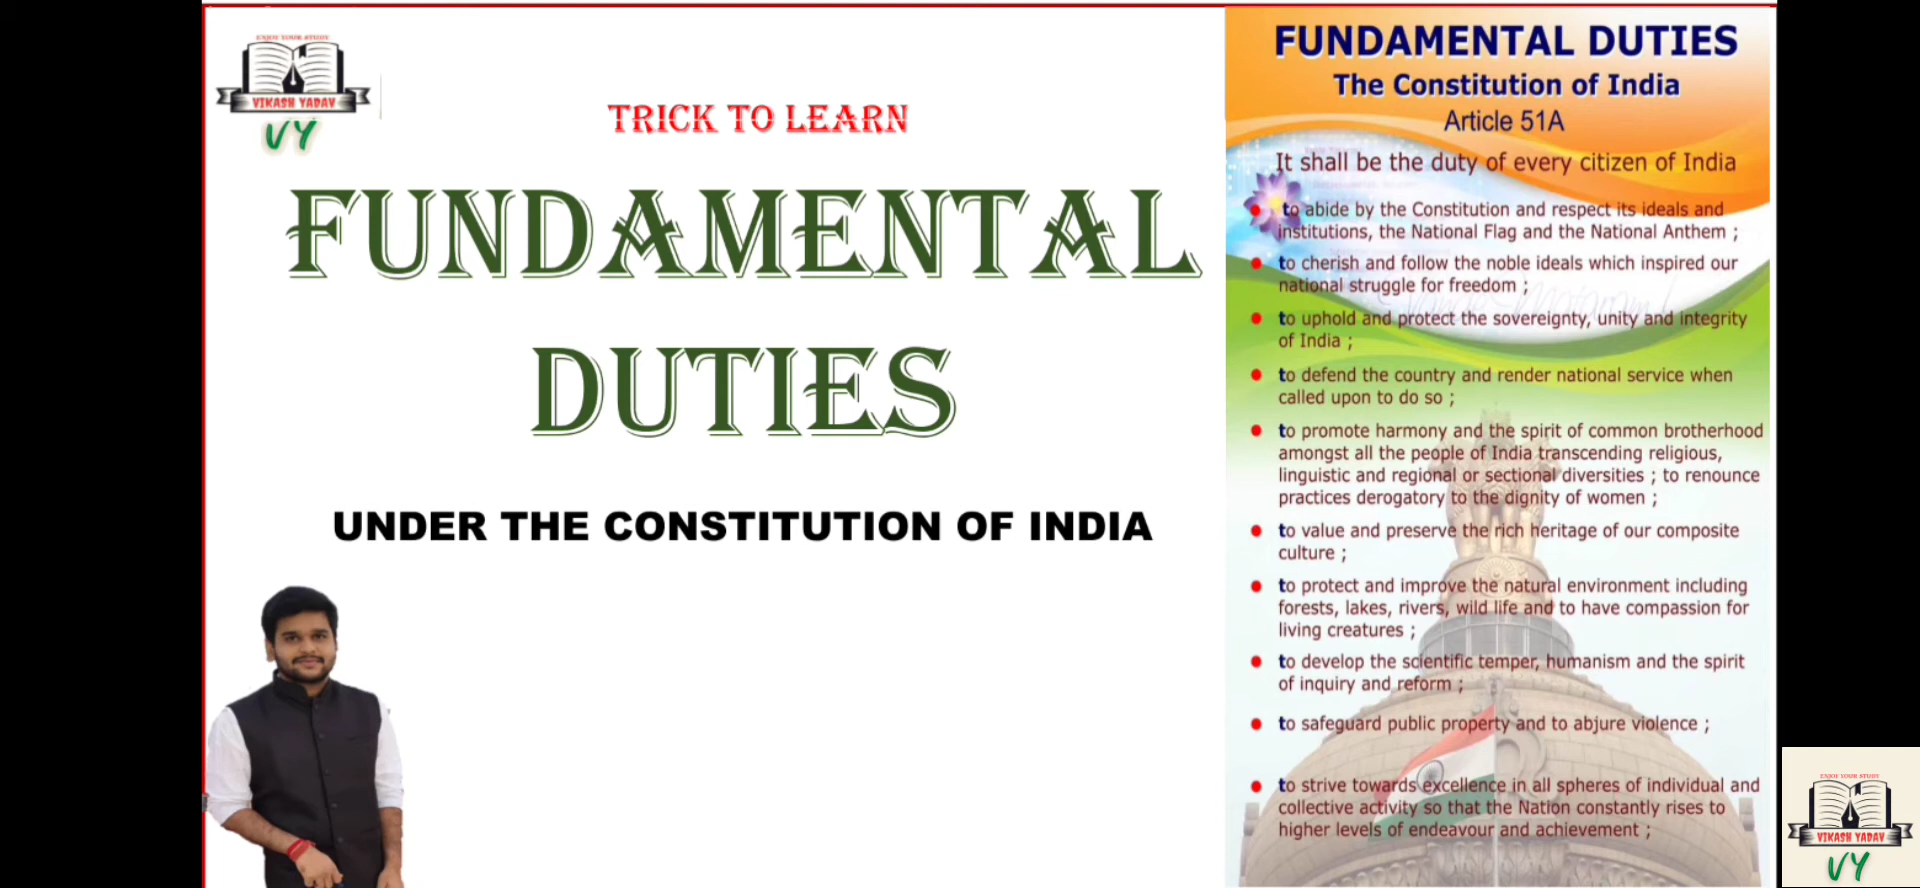 ENJOY YOUR STUDY
VIKASH YADAV
VY
TRICK TO LEARN
FUNDAMENTAL
DUTIES
UNDER THE CONSTITUTION OF INDIA
FUNDAMENTAL DUTIES
The Constitution of India
Article 51A
It shall be the duty of every citizen of India
to abide by the Constitution and respect its ideals and
institutions, the National Flag and the National Anthem ;
to cherish and follow the noble ideals which inspired our
national struggle for freedom ;
to uphold and protect the sovereignty, unity and integrity
of India ;
to defend the country and render national service when
called upon to do so ;
to promote harmony and the spirit of common brotherhood
amongst all the people of India transcending religious,
linguistic and regional or sectional diversities ; to renounce
practices derogatory to the dignity of women ;
to value and preserve the rich heritage of our composite
culture ;
to protect and improve the natural environment including
forests, lakes, rivers, wild life and to have compassion for
living creatures ;
to develop the scientific temper, humanism and the spirit
of inquiry and reform ;
to safeguard public property and to abjure violence ;
to strive towards excellence in all spheres of individual and
collective activity so that the Nation constantly rises to
higher levels of endeavour and achievement ;
ENJOY YOUR STUDY
VIKASH YADAV
VY